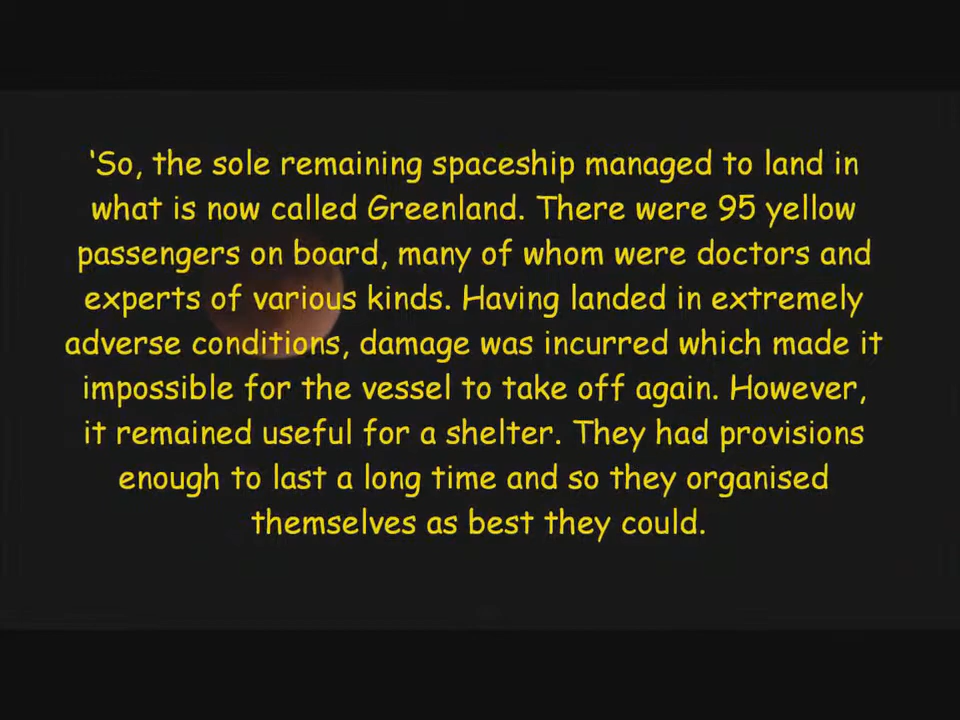 ‘So, the sole remaining spaceship managed to land in
what is now called Greenland. There were 95 yellow
passengers on board, many of whom were doctors and
experts of various kinds. Having landed in extremely
adverse conditions, damage was incurred which made it
impossible for the vessel to take off again. However,
it remained useful for a shelter. They had provisions
enough to last a long time and so they organised
themselves as best they could.